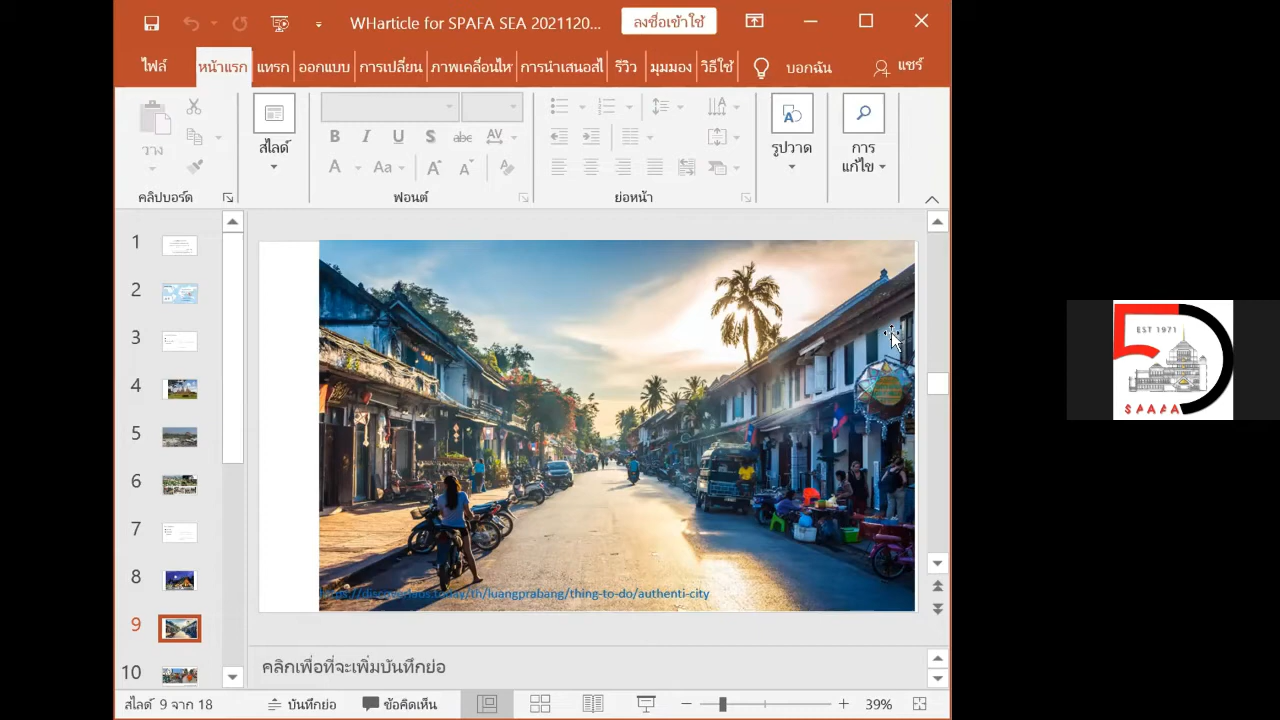 WHarticle for SPAFA SEA 2021120...
ลงชื่อเข้าใช้
ไฟล์ หน้าแรก แทรก ออกแบบ การเปลี่ยน ภาพเคลื่อนไห การนำเสนอสไ รีวิว มุมมอง วิธีใช้ บอกฉัน แชร์
วาง
สไลด์
B I U S abc AV
A Aa A A
รูปวาด
การ
แก้ไข
คลิปบอร์ด
ฟอนต์
ย่อหน้า
1
2
3
4
5
6
7
8
9
10
/luangprabang/thing-to-do/authenti-city
คลิกเพื่อที่จะเพิ่มบันทึกย่อ
สไลด์ 9 จาก 18
บันทึกย่อ
ข้อคิดเห็น
39%
EST 1971
SPAFA